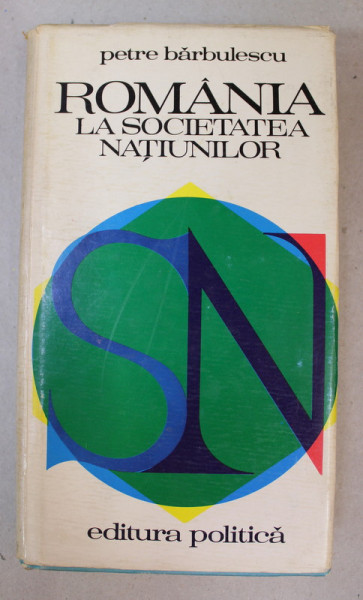 petre bărbulescu
ROMÂNIA
LA SOCIETATEA
NAȚIUNILOR
SN
editura politică